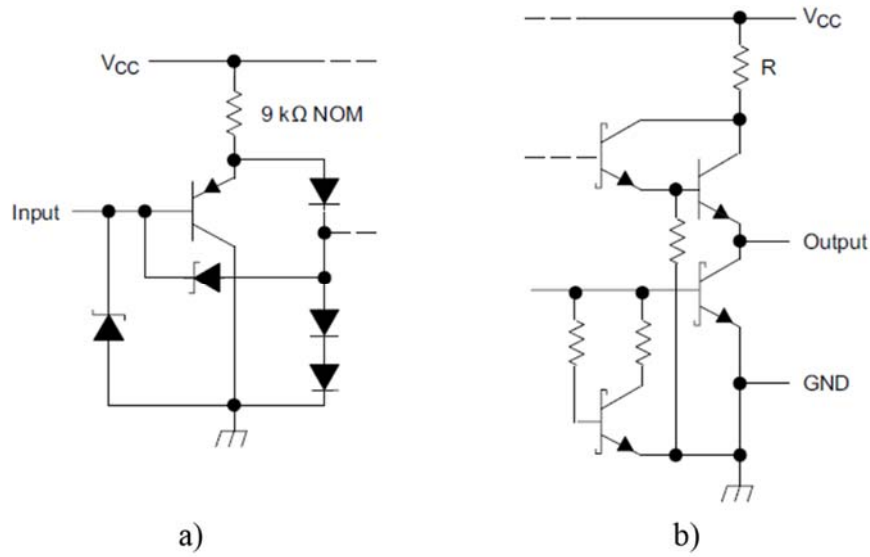 VCC
9 kΩ NOM
Input
a)
VCC
R
Output
GND
b)